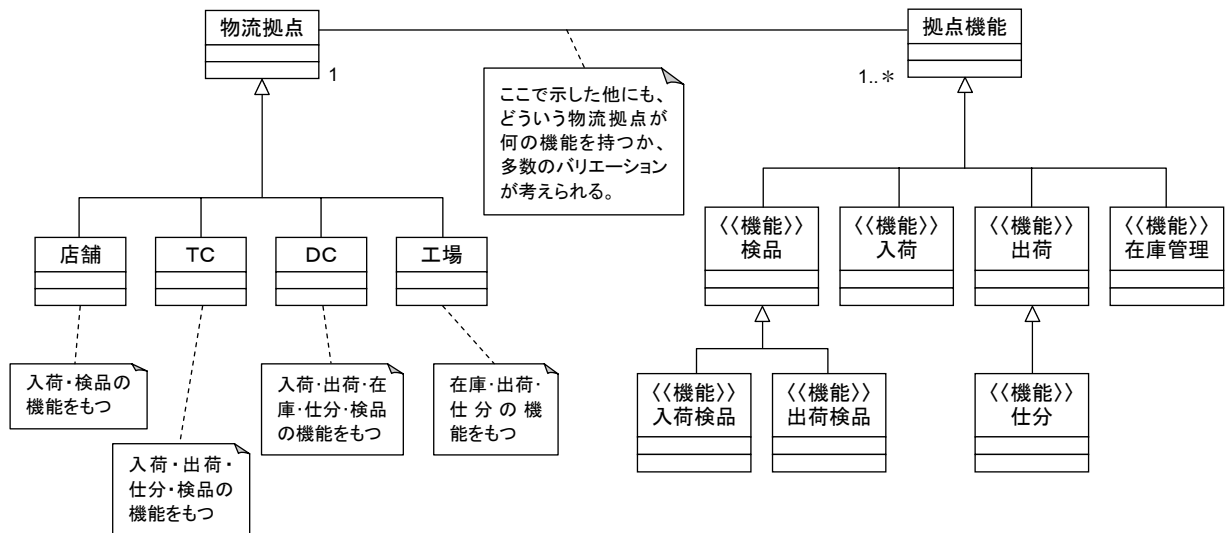 物流拠点
1
拠点機能
1..＊
ここで示した他にも、
どういう物流拠点が
何の機能を持つか、
多数のバリエーション
が考えられる。
店舗
TC
DC
工場
入荷・検品の
機能をもつ
入荷・出荷・
仕分・検品の
機能をもつ
入荷・出荷・在
庫・仕分・検品
の機能をもつ
在庫・出荷・
仕分の機
能をもつ
〈〈機能〉〉
検品
〈〈機能〉〉
入荷
〈〈機能〉〉
出荷
〈〈機能〉〉
在庫管理
〈〈機能〉〉
入荷検品
〈〈機能〉〉
出荷検品
〈〈機能〉〉
仕分